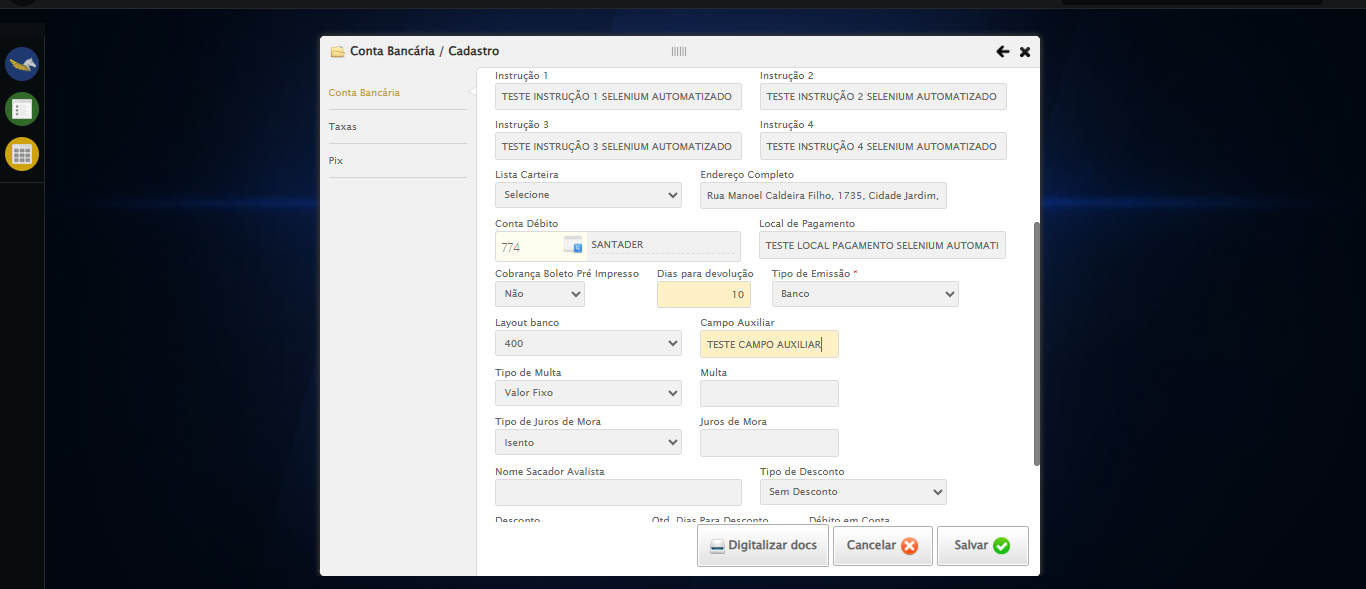 Conta Bancária / Cadastro
Conta Bancária
Taxas
Pix
Instrução 1 Instrução 2
TESTE INSTRUÇÃO 1 SELENIUM AUTOMATIZADO TESTE INSTRUÇÃO 2 SELENIUM AUTOMATIZADO
Instrução 3 Instrução 4
TESTE INSTRUÇÃO 3 SELENIUM AUTOMATIZADO TESTE INSTRUÇÃO 4 SELENIUM AUTOMATIZADO
Lista Carteira Endereço Completo
Selecione Rua Manoel Caldeira Filho, 1735, Cidade Jardim,
Conta Débito Local de Pagamento
774 SANTADER TESTE LOCAL PAGAMENTO SELENIUM AUTOMATI
Cobrança Boleto Pré Impresso Dias para devolução Tipo de Emissão *
Não 10 Banco
Layout banco Campo Auxiliar
400 TESTE CAMPO AUXILIAR
Tipo de Multa Multa
Valor Fixo
Tipo de Juros de Mora Juros de Mora
Isento
Nome Sacador Avalista Tipo de Desconto
Sem Desconto
Desconto Qtd. Dias Para Desconto Débito em Conta
Digitalizar docs Cancelar Salvar